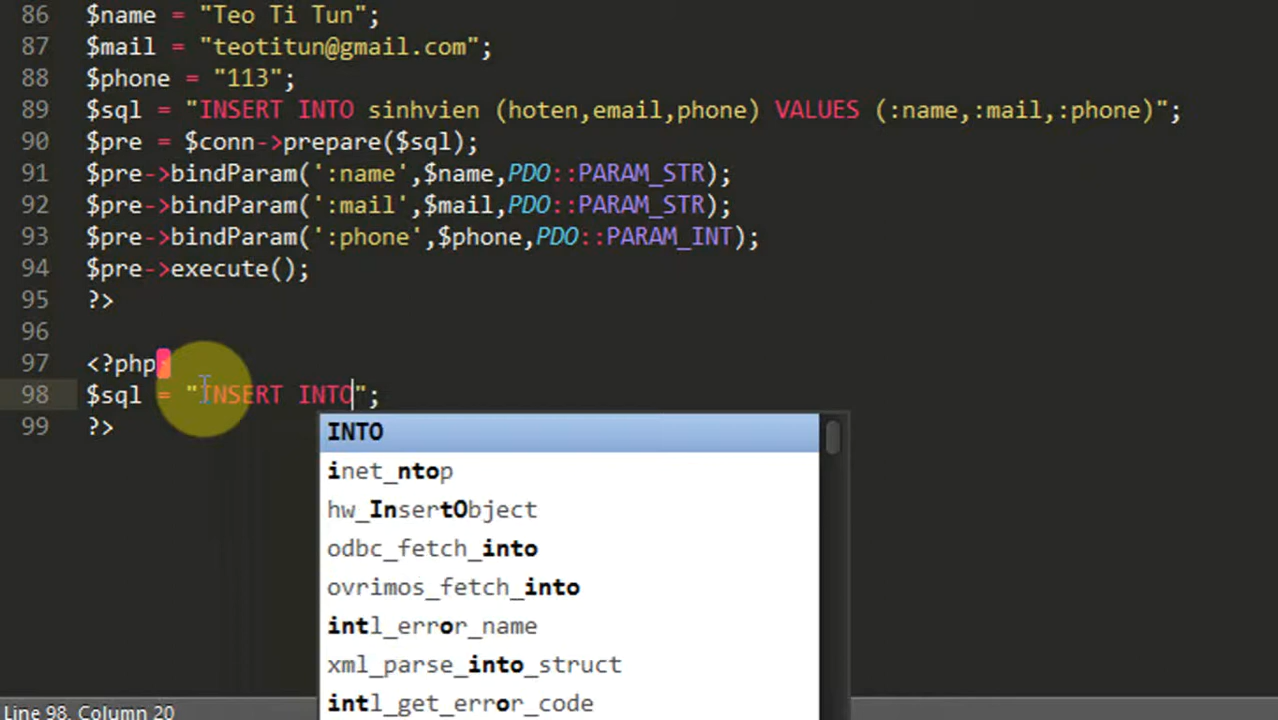 86 $name = "Teo Ti Tun";
87 $mail = "teotitun@gmail.com";
88 $phone = "113";
89 $sql = "INSERT INTO sinhvien (hoten,email,phone) VALUES (:name,:mail,:phone)";
90 $pre = $conn->prepare($sql);
91 $pre->bindParam(':name',$name,PDO::PARAM_STR);
92 $pre->bindParam(':mail',$mail,PDO::PARAM_STR);
93 $pre->bindParam(':phone',$phone,PDO::PARAM_INT);
94 $pre->execute();
95 ?>
96
97 <?php
98 $sql = "INSERT INTO";
99 ?>
INTO
inet_ntop
hw_InsertObject
odbc_fetch_into
ovrimos_fetch_into
intl_error_name
xml_parse_into_struct
intl_get_error_code
Line 98, Column 20